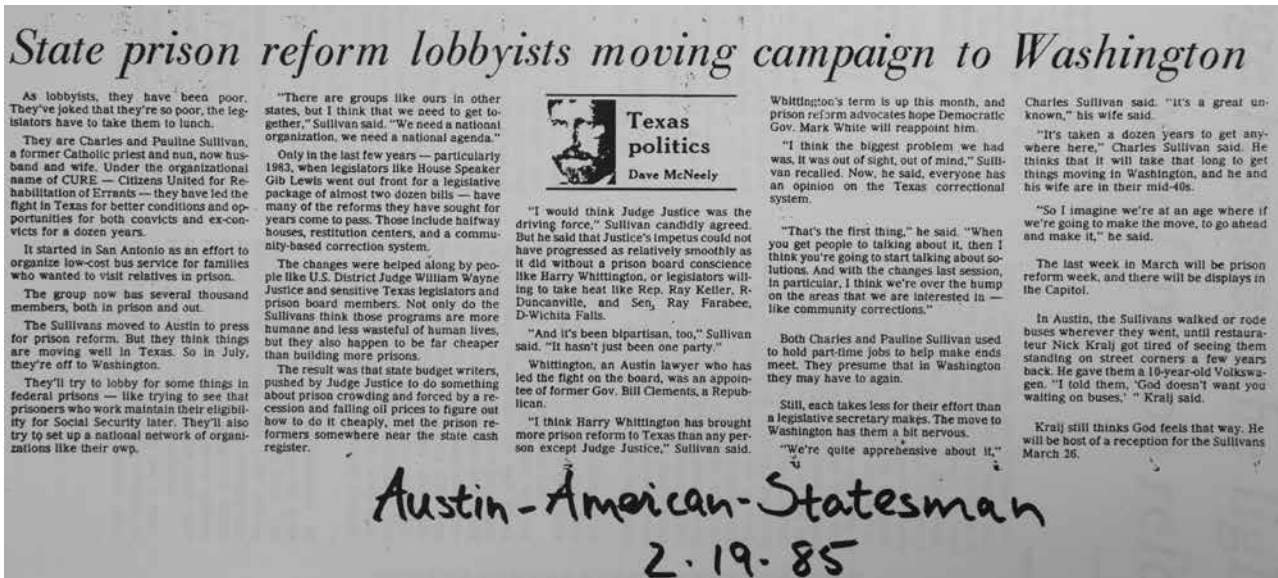 State prison reform lobbyists moving campaign to Washington
As lobbyists, they have been poor.
They've joked that they're so poor, the leg-
islators have to take them to lunch.
They are Charles and Pauline Sullivan,
a former Catholic priest and nun, now hus-
band and wife. Under the organizational
name of CURE — Citizens United for Re-
habilitation of Errants — they have led the
fight in Texas for better conditions and op-
portunities for both convicts and ex-con-
victs for a dozen years.
It started in San Antonio as an effort to
organize low-cost bus service for families
who wanted to visit relatives in prison.
The group now has several thousand
members, both in prison and out.
The Sullivans moved to Austin to press
for prison reform. But they think things
are moving well in Texas. So in July,
they're off to Washington.
They'll try to lobby for some things in
federal prisons — like trying to see that
prisoners who work maintain their eligibil-
ity for Social Security later. They'll also
try to set up a national network of organi-
zations like their own.
"There are groups like ours in other
states, but I think that we need to get to-
gether," Sullivan said. "We need a national
organization, we need a national agenda."
Only in the last few years — particularly
1983, when legislators like House Speaker
Gib Lewis went out front for a legislative
package of almost two dozen bills — have
many of the reforms they have sought for
years come to pass. Those include halfway
houses, restitution centers, and a commu-
nity-based correction system.
The changes were helped along by peo-
ple like U.S. District Judge William Wayne
Justice and sensitive Texas legislators and
prison board members. Not only do the
Sullivans think those programs are more
humane and less wasteful of human lives,
but they also happen to be far cheaper
than building more prisons.
The result was that state budget writers,
pushed by Judge Justice to do something
about prison crowding and forced by a re-
cession and falling oil prices to figure out
how to do it cheaply, met the prison re-
formers somewhere near the state cash
register.
Texas
politics
Dave McNeely
"I would think Judge Justice was the
driving force," Sullivan candidly agreed.
But he said that Justice's impetus could not
have progressed as relatively smoothly as
it did without a prison board conscience
like Harry Whittington, or legislators will-
ing to take heat like Rep. Ray Keller, R-
Duncanville, and Sen. Ray Farabee,
D-Wichita Falls.
"And it's been bipartisan, too," Sullivan
said. "It hasn't just been one party."
Whittington, an Austin lawyer who has
led the fight on the board, was an appoin-
tee of former Gov. Bill Clements, a Repub-
lican.
"I think Harry Whittington has brought
more prison reform to Texas than any per-
son except Judge Justice," Sullivan said.
Whittington's term is up this month, and
prison reform advocates hope Democratic
Gov. Mark White will reappoint him.
"I think the biggest problem we had
was, it was out of sight, out of mind," Sulli-
van recalled. Now, he said, everyone has
an opinion on the Texas correctional
system.
"That's the first thing," he said. "When
you get people to talking about it, then I
think you're going to start talking about so-
lutions. And with the changes last session,
in particular, I think we're over the hump
on the areas that we are interested in —
like community corrections."
Both Charles and Pauline Sullivan used
to hold part-time jobs to help make ends
meet. They presume that in Washington
they may have to again.
Still, each takes less for their effort than
a legislative secretary makes. The move to
Washington has them a bit nervous.
"We're quite apprehensive about it,"
Charles Sullivan said. "It's a great un-
known," his wife said.
"It's taken a dozen years to get any-
where here," Charles Sullivan said. He
thinks that it will take that long to get
things moving in Washington, and he and
his wife are in their mid-40s.
"So I imagine we're at an age where if
we're going to make the move, to go ahead
and make it," he said.
The last week in March will be prison
reform week, and there will be displays in
the Capitol.
In Austin, the Sullivans walked or rode
buses wherever they went, until restaura-
teur Nick Kralj got tired of seeing them
standing on street corners a few years
back. He gave them a 10-year-old Volkswa-
gen. "I told them, 'God doesn't want you
waiting on buses,' " Kralj said.
Kralj still thinks God feels that way. He
will be host of a reception for the Sullivans
March 26.
Austin-American-Statesman
2.19.85